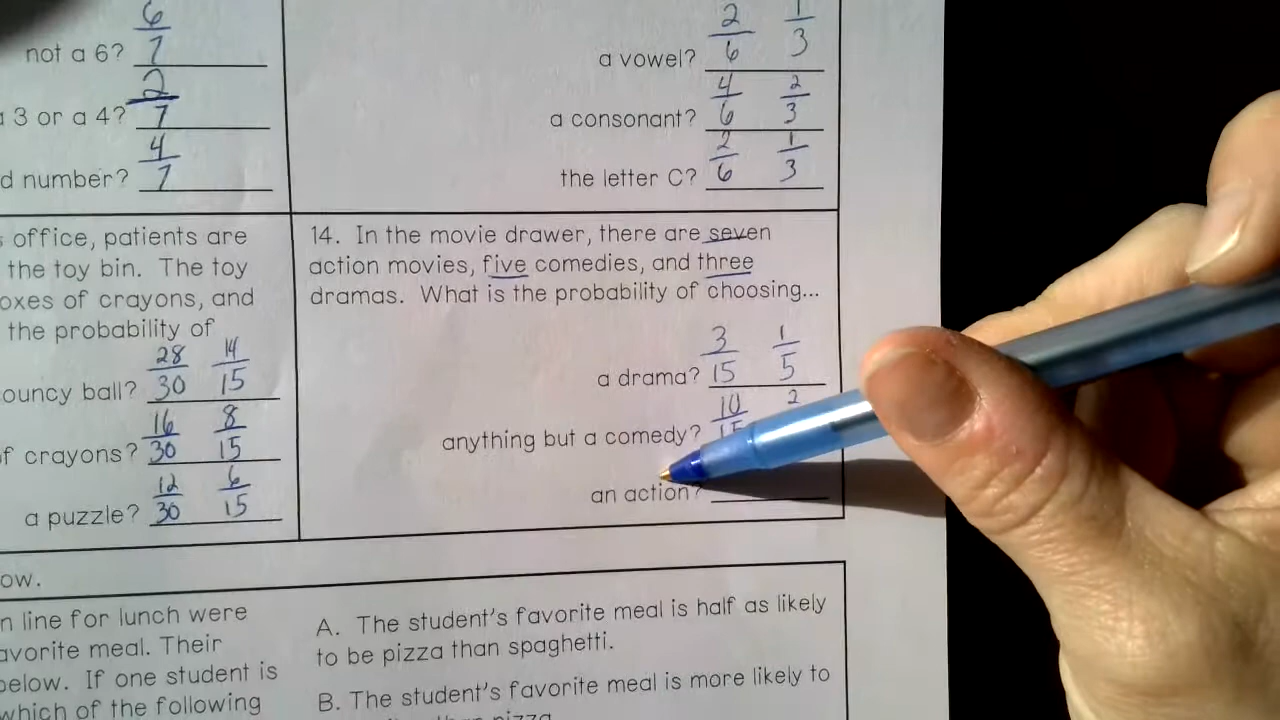 not a 6? 6/7
a 3 or a 4? 2/7
d number? 4/7
a vowel? 2/6 1/3
a consonant? 4/6 2/3
the letter C? 2/6 1/3
office, patients are
the toy bin. The toy
oxes of crayons, and
the probability of
ouncy ball? 28/30 14/15
f crayons? 16/30 8/15
a puzzle? 12/30 6/15
14. In the movie drawer, there are seven
action movies, five comedies, and three
dramas. What is the probability of choosing...
a drama? 3/15 1/5
anything but a comedy? 10/15 2
an action?
ow.
n line for lunch were
avorite meal. Their
below. If one student is
which of the following
A. The student's favorite meal is half as likely
to be pizza than spaghetti.
B. The student's favorite meal is more likely to
than pizza